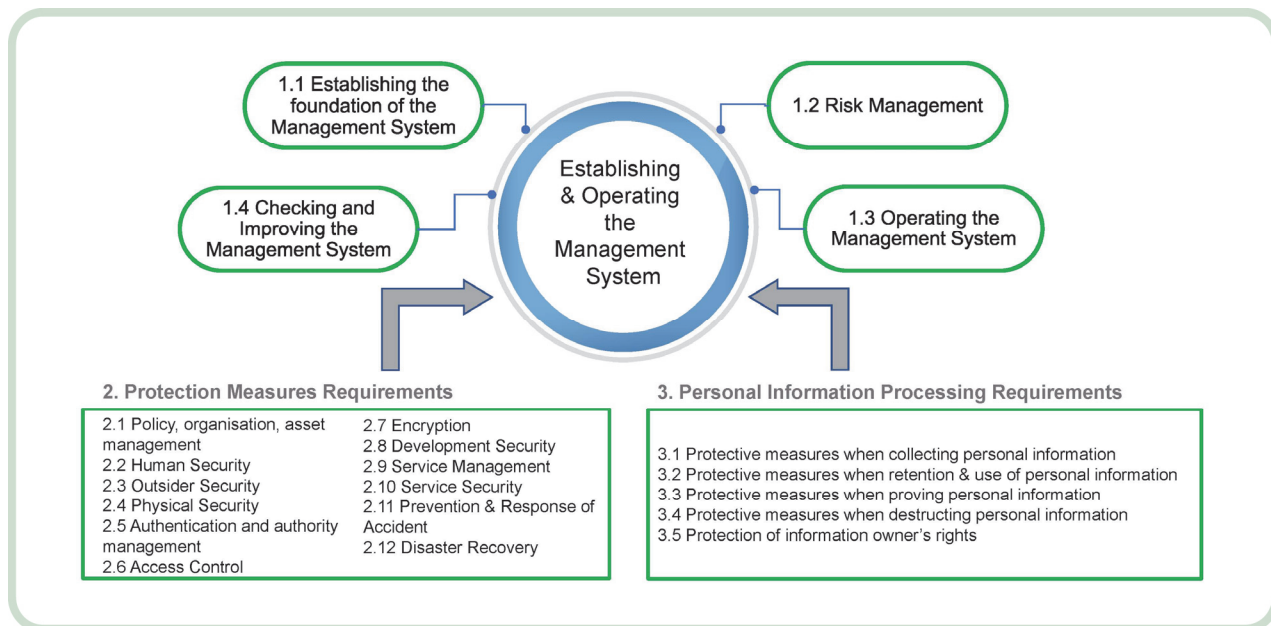 1.1 Establishing the
foundation of the
Management System
1.2 Risk Management
Establishing
& Operating
the
Management
System
1.4 Checking and
Improving the
Management System
1.3 Operating the
Management System
2. Protection Measures Requirements
2.1 Policy, organisation, asset
management
2.2 Human Security
2.3 Outsider Security
2.4 Physical Security
2.5 Authentication and authority
management
2.6 Access Control
2.7 Encryption
2.8 Development Security
2.9 Service Management
2.10 Service Security
2.11 Prevention & Response of
Accident
2.12 Disaster Recovery
3. Personal Information Processing Requirements
3.1 Protective measures when collecting personal information
3.2 Protective measures when retention & use of personal information
3.3 Protective measures when proving personal information
3.4 Protective measures when destructing personal information
3.5 Protection of information owner's rights